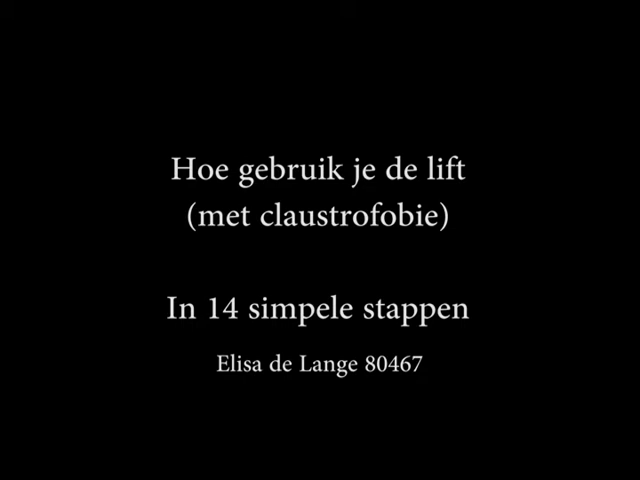 Hoe gebruik je de lift
(met claustrofobie)
In 14 simpele stappen
Elisa de Lange 80467